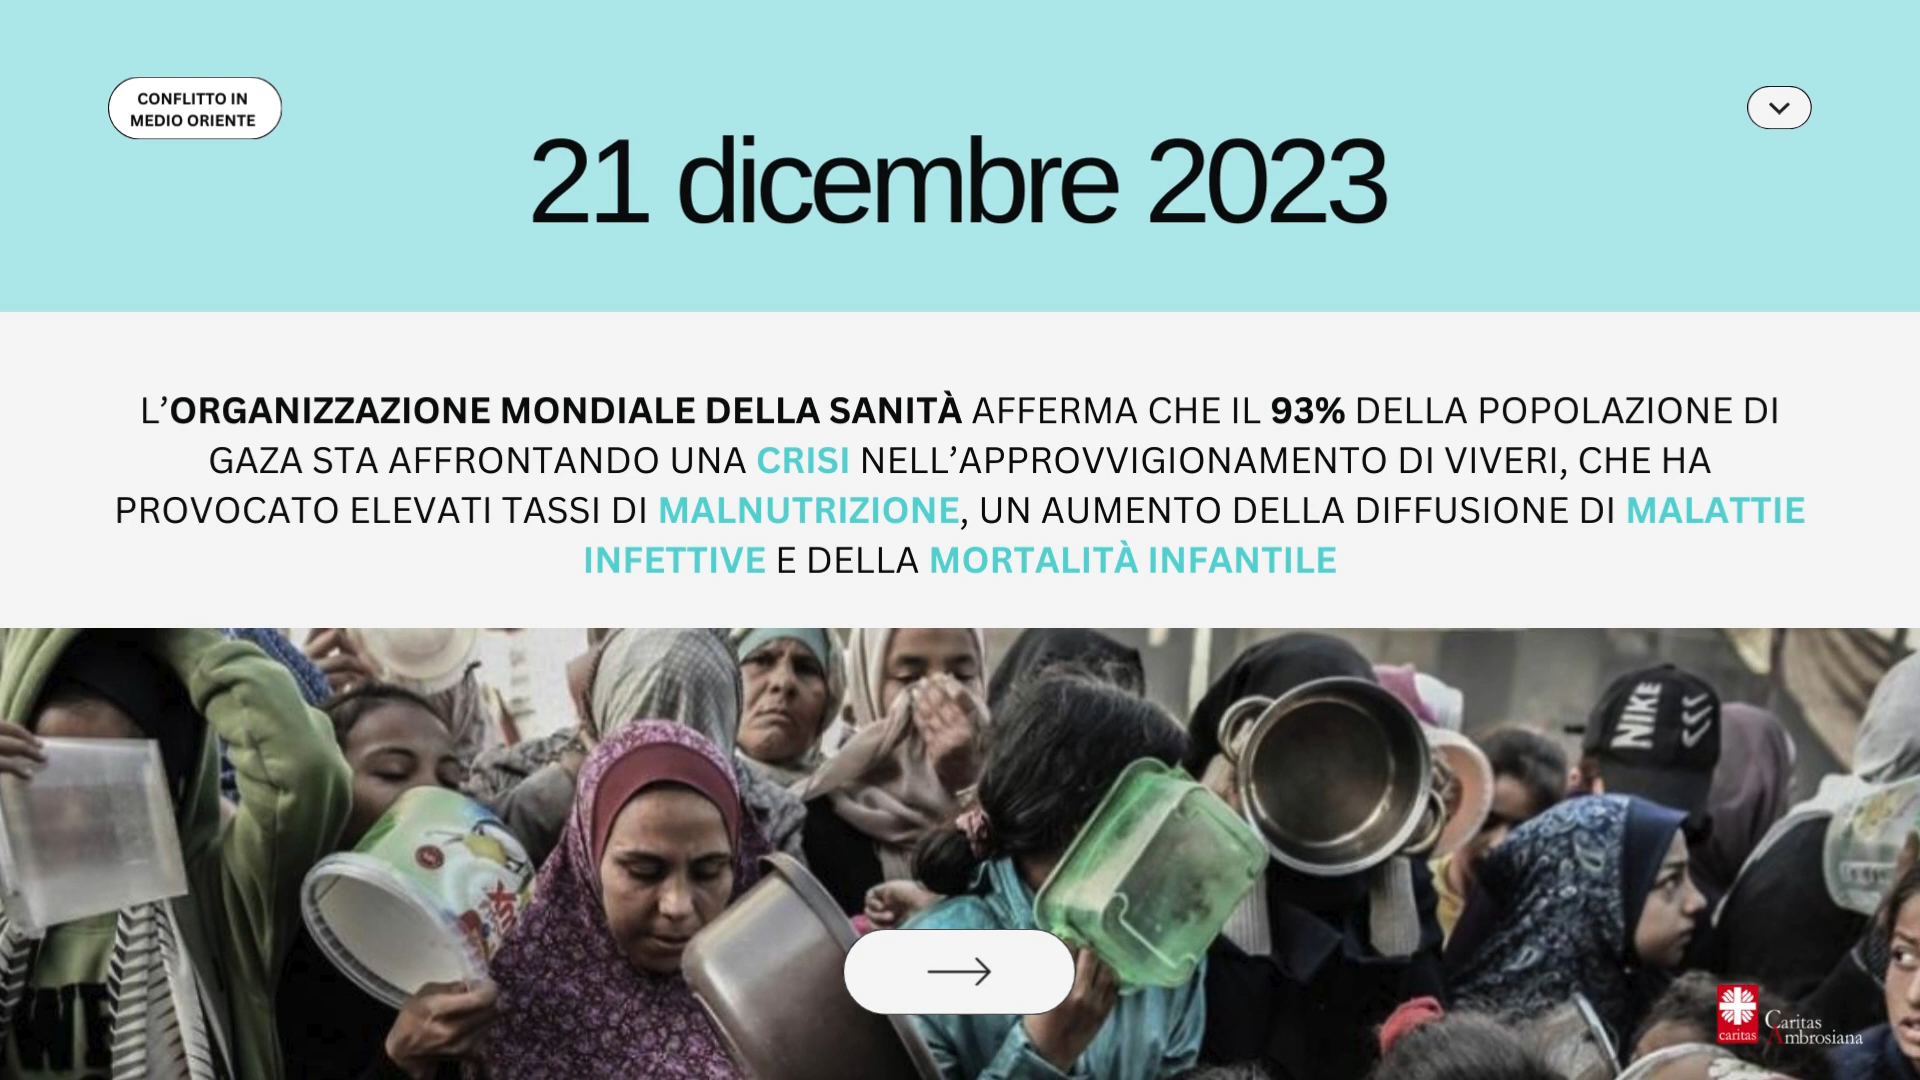 CONFLITTO IN
MEDIO ORIENTE
21 dicembre 2023
L’ORGANIZZAZIONE MONDIALE DELLA SANITÀ AFFERMA CHE IL 93% DELLA POPOLAZIONE DI
GAZA STA AFFRONTANDO UNA CRISI NELL’APPROVVIGIONAMENTO DI VIVERI, CHE HA
PROVOCATO ELEVATI TASSI DI MALNUTRIZIONE, UN AUMENTO DELLA DIFFUSIONE DI MALATTIE
INFETTIVE E DELLA MORTALITÀ INFANTILE
NIKE
caritas
Caritas
Ambrosiana